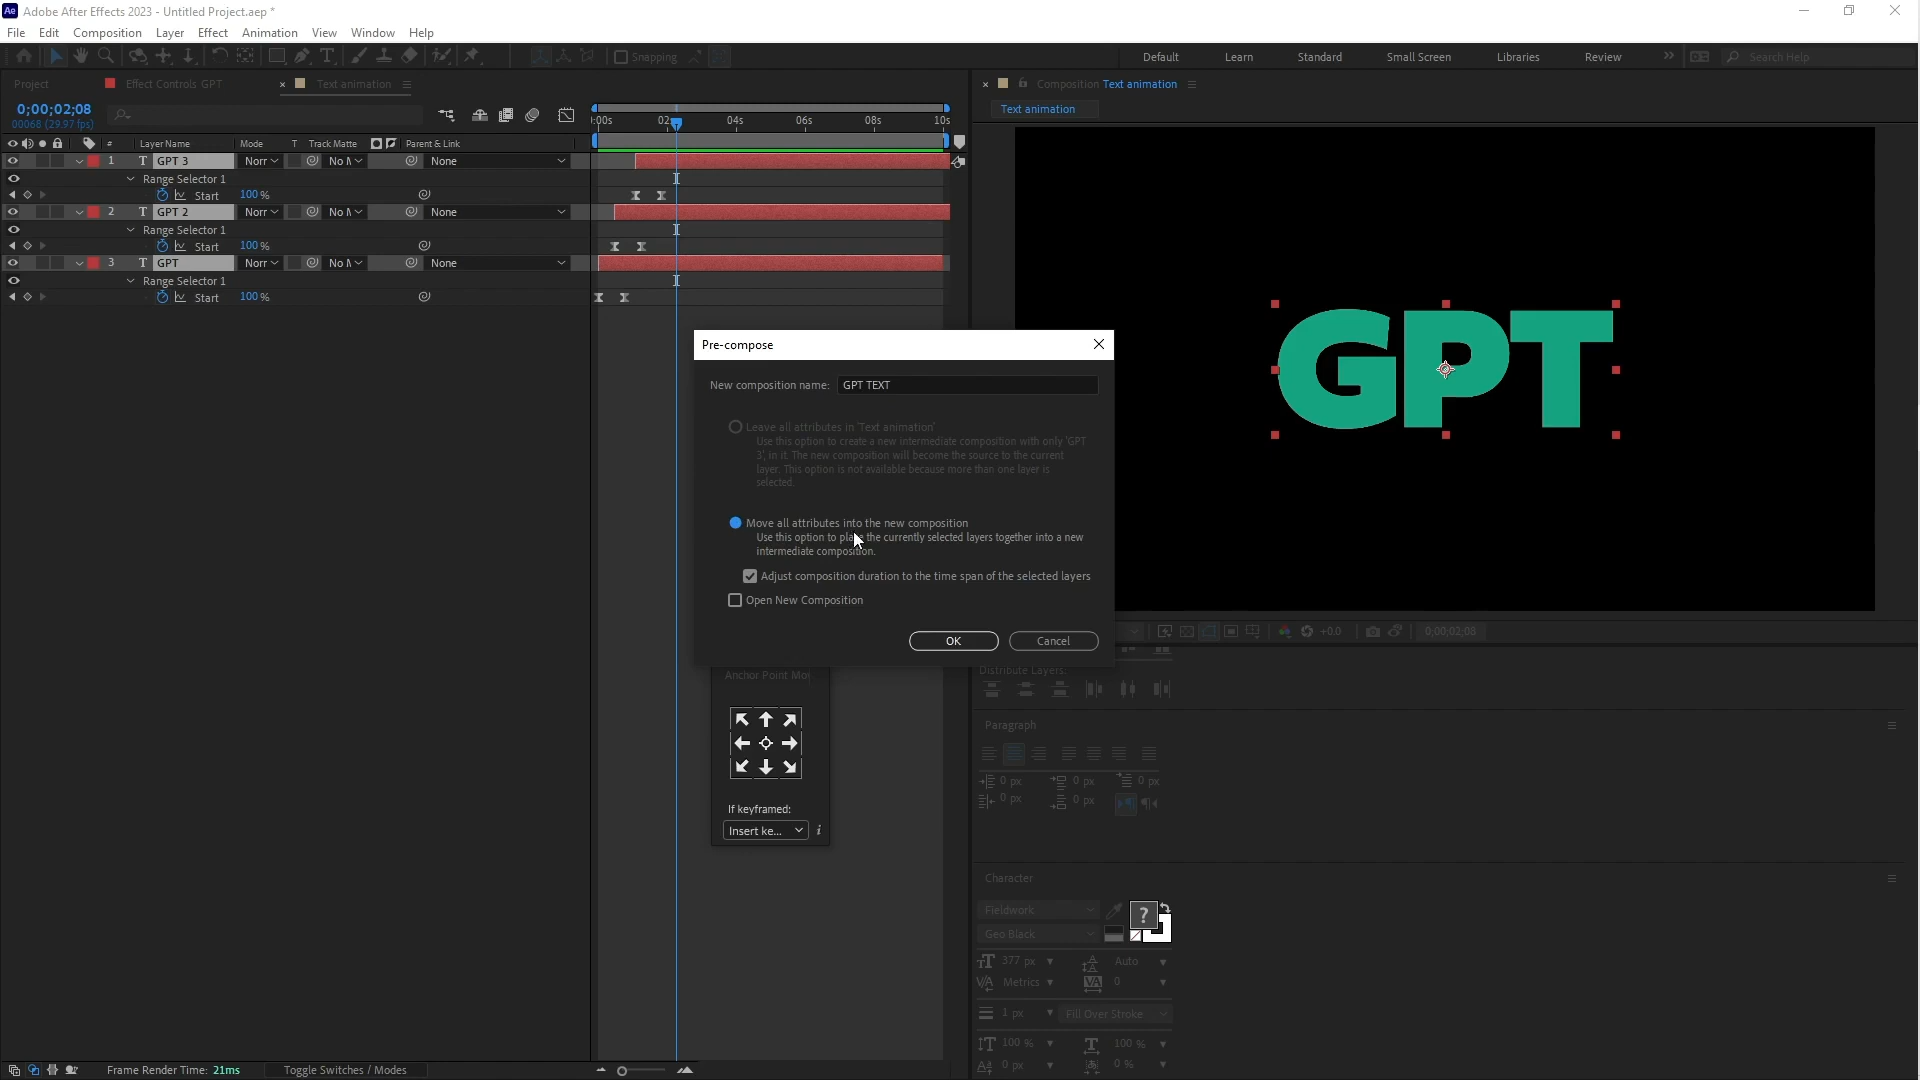 Ae Adobe After Effects 2023 - Untitled Project.aep *
File Edit Composition Layer Effect Animation View Window Help
Snapping
Default Learn Standard Small Screen Libraries Review Search Help
Project Effect Controls GPT Text animation
0;00;02;08
00068 (29.97 fps)
:00s 02 04s 06s 08s 10s
# Layer Name Mode T Track Matte Parent & Link
1 T GPT 3 Norr None
Range Selector 1
Start 100 %
2 T GPT 2 Norr None
Range Selector 1
Start 100 %
3 T GPT Norr None
Range Selector 1
Start 100 %
Composition Text animation
Text animation
GPT
Pre-compose
New composition name: GPT TEXT
Leave all attributes in 'Text animation'
Use this option to create a new intermediate composition with only 'GPT
3', in it. The new composition will become the source to the current
layer. This option is not available because more than one layer is
selected.
Move all attributes into the new composition
Use this option to place the currently selected layers together into a new
intermediate composition.
Adjust composition duration to the time span of the selected layers
Open New Composition
OK Cancel
+0.0 0;00;02;08
Anchor Point Mo
If keyframed:
Insert ke... i
Distribute Layers:
Paragraph
0 px 0 px 0 px
0 px 0 px
Character
Fieldwork
Geo Black
?
377 px Auto
Metrics 0
1 px Fill Over Stroke
100 % 100 %
0 px 0 %
Frame Render Time: 21ms Toggle Switches / Modes